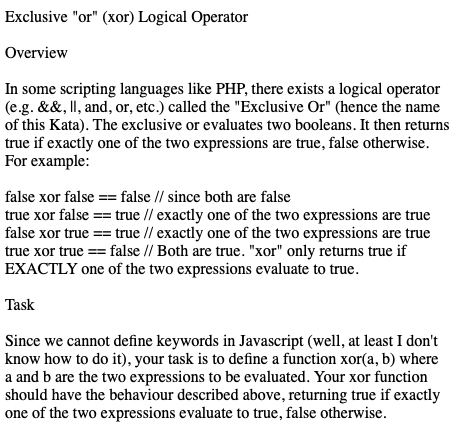 Exclusive "or" (xor) Logical Operator
Overview
In some scripting languages like PHP, there exists a logical operator
(e.g. &&, ||, and, or, etc.) called the "Exclusive Or" (hence the name
of this Kata). The exclusive or evaluates two booleans. It then returns
true if exactly one of the two expressions are true, false otherwise.
For example:
false xor false == false // since both are false
true xor false == true // exactly one of the two expressions are true
false xor true == true // exactly one of the two expressions are true
true xor true == false // Both are true. "xor" only returns true if
EXACTLY one of the two expressions evaluate to true.
Task
Since we cannot define keywords in Javascript (well, at least I don't
know how to do it), your task is to define a function xor(a, b) where
a and b are the two expressions to be evaluated. Your xor function
should have the behaviour described above, returning true if exactly
one of the two expressions evaluate to true, false otherwise.